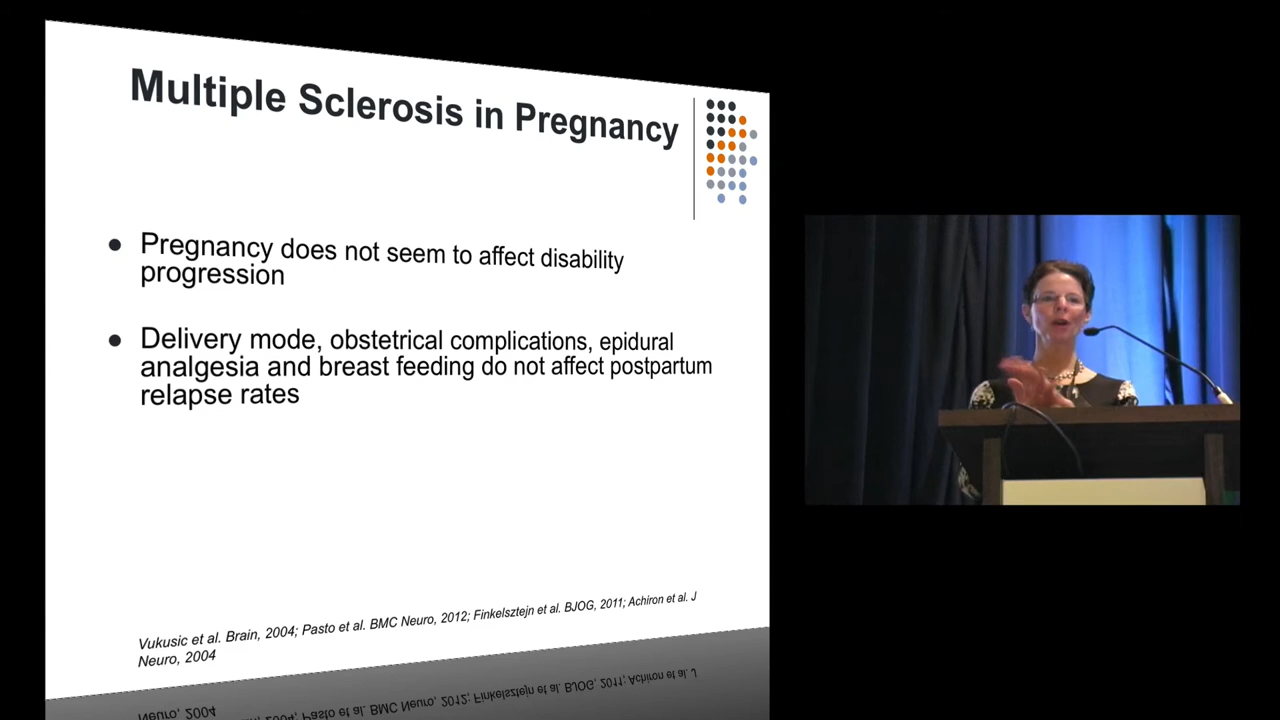 Multiple Sclerosis in Pregnancy
Pregnancy does not seem to affect disability
progression
Delivery mode, obstetrical complications, epidural
analgesia and breast feeding do not affect postpartum
relapse rates
Vukusic et al. Brain, 2004; Pasto et al. BMC Neuro, 2012; Finkelsztejn et al. BJOG, 2011; Achiron et al. J
Neuro, 2004